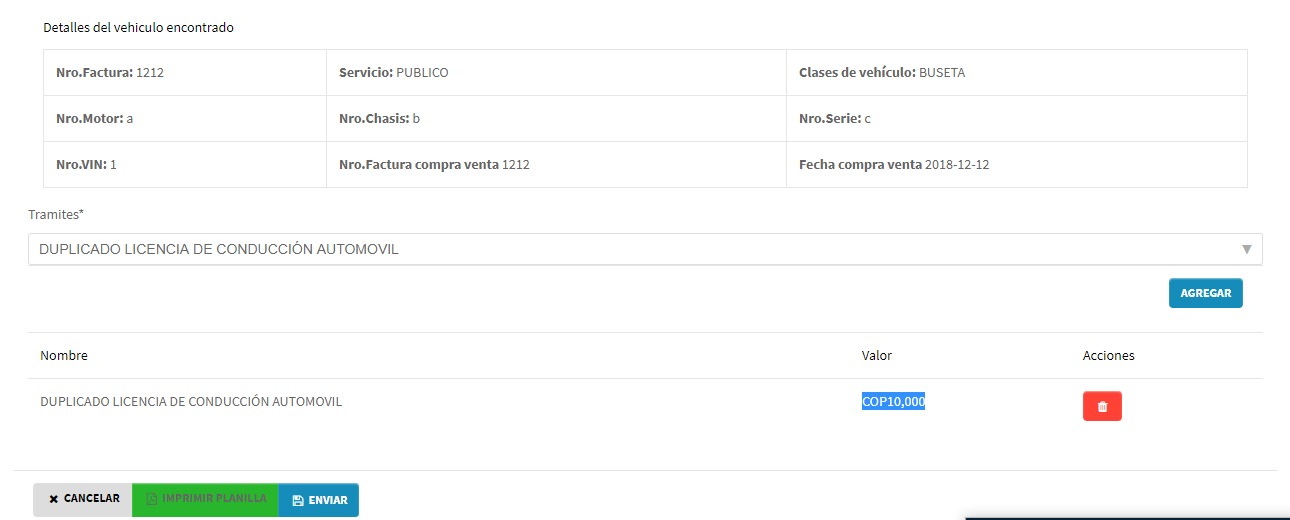 Detalles del vehiculo encontrado
Nro.Factura: 1212 Servicio: PUBLICO Clases de vehículo: BUSETA
Nro.Motor: a Nro.Chasis: b Nro.Serie: c
Nro.VIN: 1 Nro.Factura compra venta 1212 Fecha compra venta 2018-12-12
Tramites*
DUPLICADO LICENCIA DE CONDUCCIÓN AUTOMOVIL
AGREGAR
Nombre Valor Acciones
DUPLICADO LICENCIA DE CONDUCCIÓN AUTOMOVIL COP10,000
CANCELAR IMPRIMIR PLANILLA ENVIAR